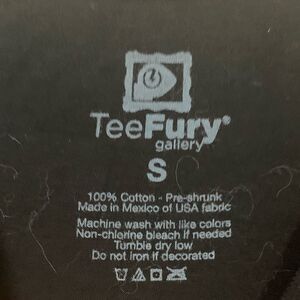 TeeFury®
gallery
S
100% Cotton - Pre-shrunk
Made in Mexico of USA fabric
Machine wash with like colors
Non-chlorine bleach if needed
Tumble dry low
Do not iron if decorated